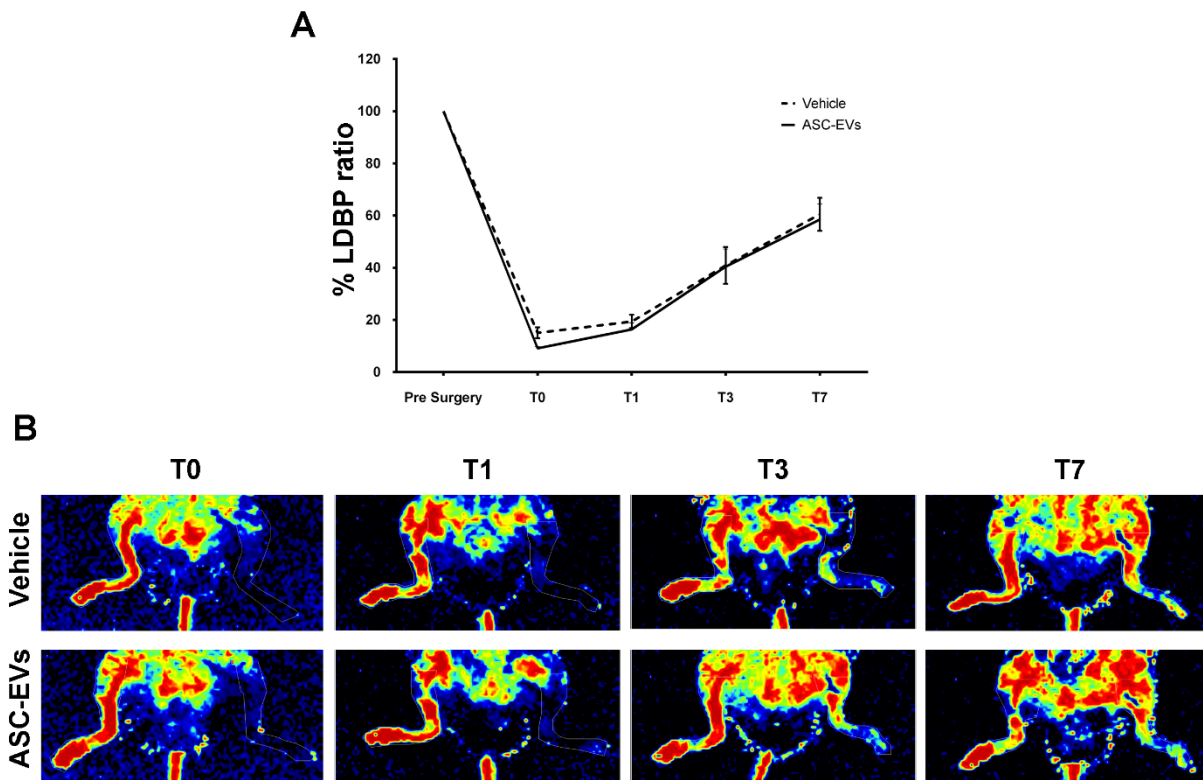 A
120
100
80
60
40
20
0
% LDBP ratio
Vehicle
ASC-EVs
Pre Surgery T0 T1 T3 T7
B
T0 T1 T3 T7
Vehicle
ASC-EVs